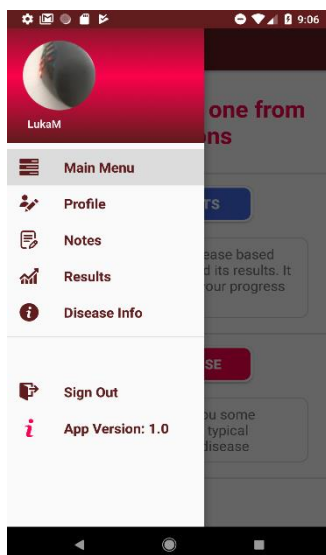 9:06
LukaM
one from
ns
Main Menu
TS
Profile
Notes
ease based
d its results. It
our progress
Results
Disease Info
SE
Sign Out
ou some
typical
disease
App Version: 1.0